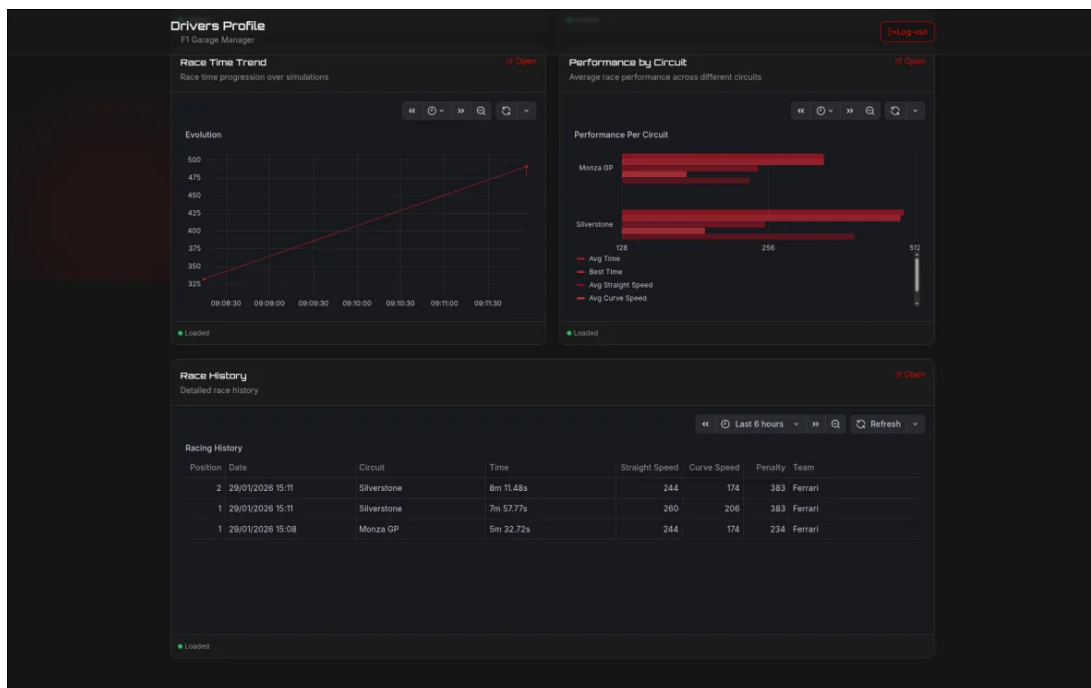 Drivers Profile
F1 Garage Manager
Log-out
Race Time Trend
Open
Race time progression over simulations
Evolution
500
475
450
425
400
375
350
325
09:08:30 09:09:00 09:09:30 09:10:00 09:10:30 09:11:00 09:11:30
Loaded
Performance by Circuit
Open
Average race performance across different circuits
Performance Per Circuit
Monza GP
Silverstone
128 256 512
Avg Time
Best Time
Avg Straight Speed
Avg Curve Speed
Loaded
Race History
Open
Detailed race history
Last 6 hours
Refresh
Racing History
Position Date Circuit Time Straight Speed Curve Speed Penalty Team
2 29/01/2026 15:11 Silverstone 8m 11.48s 244 174 383 Ferrari
1 29/01/2026 15:11 Silverstone 7m 57.77s 260 206 383 Ferrari
1 29/01/2026 15:08 Monza GP 5m 32.72s 244 174 234 Ferrari
Loaded